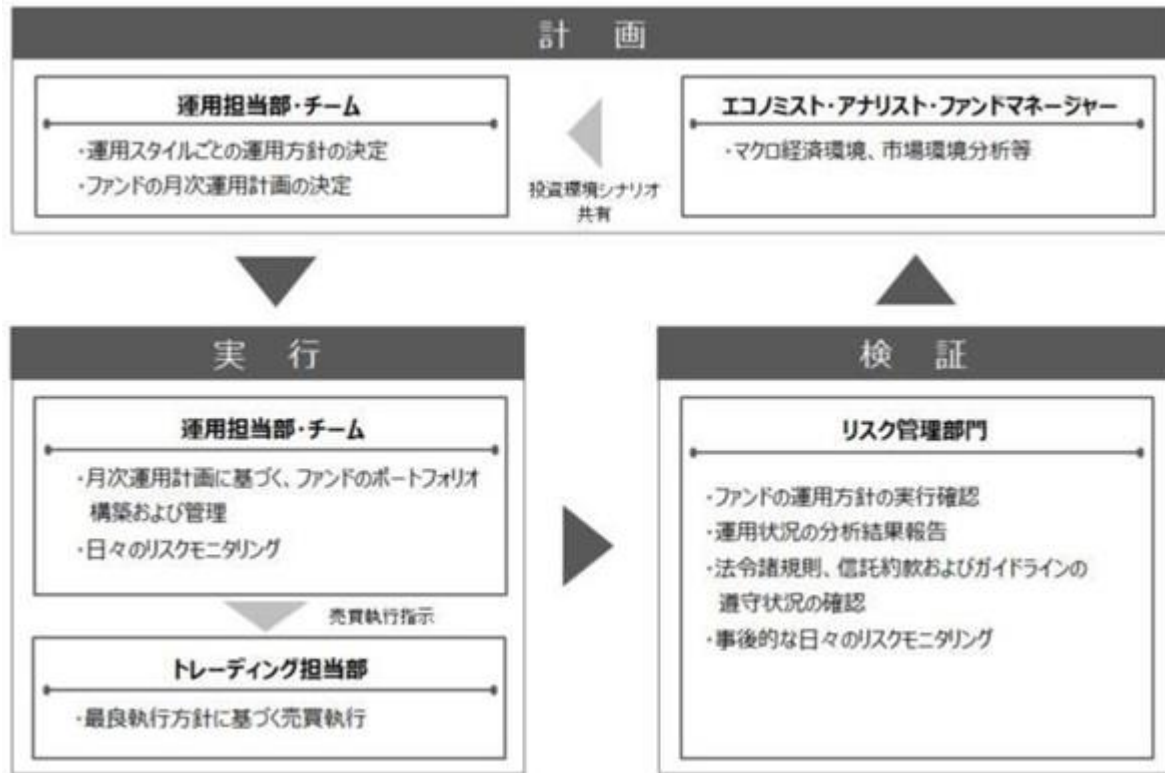 計 画
運用担当部・チーム
・運用スタイルごとの運用方針の決定
・ファンドの月次運用計画の決定
投資環境シナリオ
共有
エコノミスト・アナリスト・ファンドマネージャー
・マクロ経済環境、市場環境分析等
実 行
運用担当部・チーム
・月次運用計画に基づく、ファンドのポートフォリオ
構築および管理
・日々のリスクモニタリング
売買執行指示
トレーディング担当部
・最良執行方針に基づく売買執行
検 証
リスク管理部門
・ファンドの運用方針の実行確認
・運用状況の分析結果報告
・法令諸規則、信託約款およびガイドラインの
遵守状況の確認
・事後的な日々のリスクモニタリング